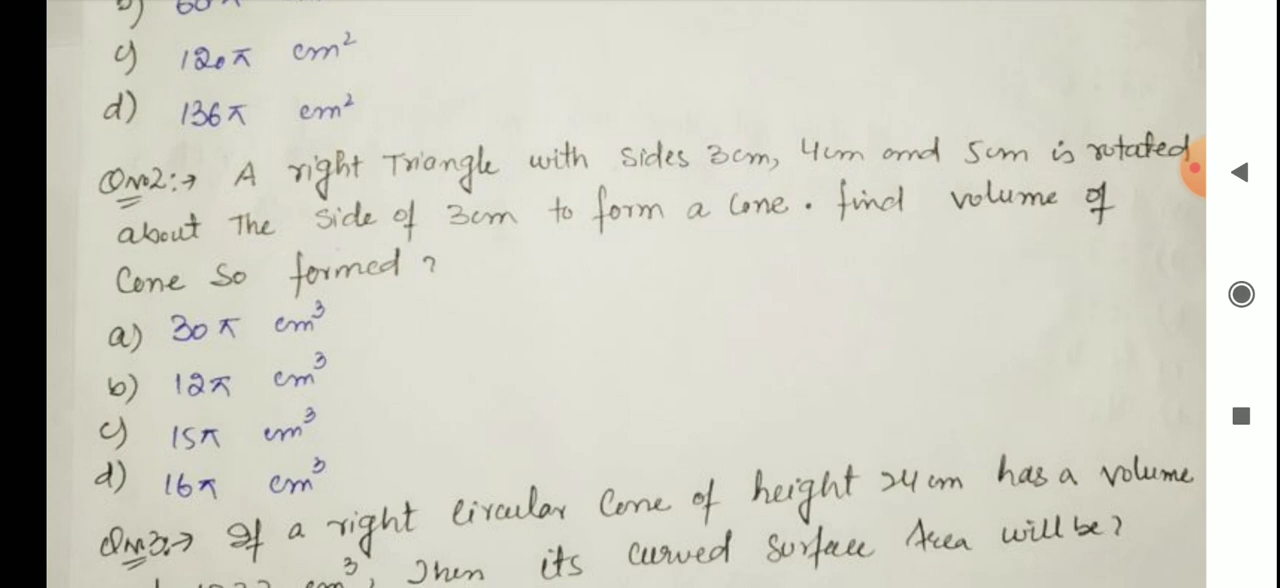 c) 120π cm²
d) 136π cm²
QN2:→ A right Triangle with sides 3cm, 4cm and 5cm is rotated
about The side of 3cm to form a Cone. find volume of
Cone so formed?
a) 30π cm³
b) 12π cm³
c) 15π cm³
d) 16π cm³
QN3:→ If a right Circular Cone of height 24cm has a volume
cm³, Then its curved surface Area will be?